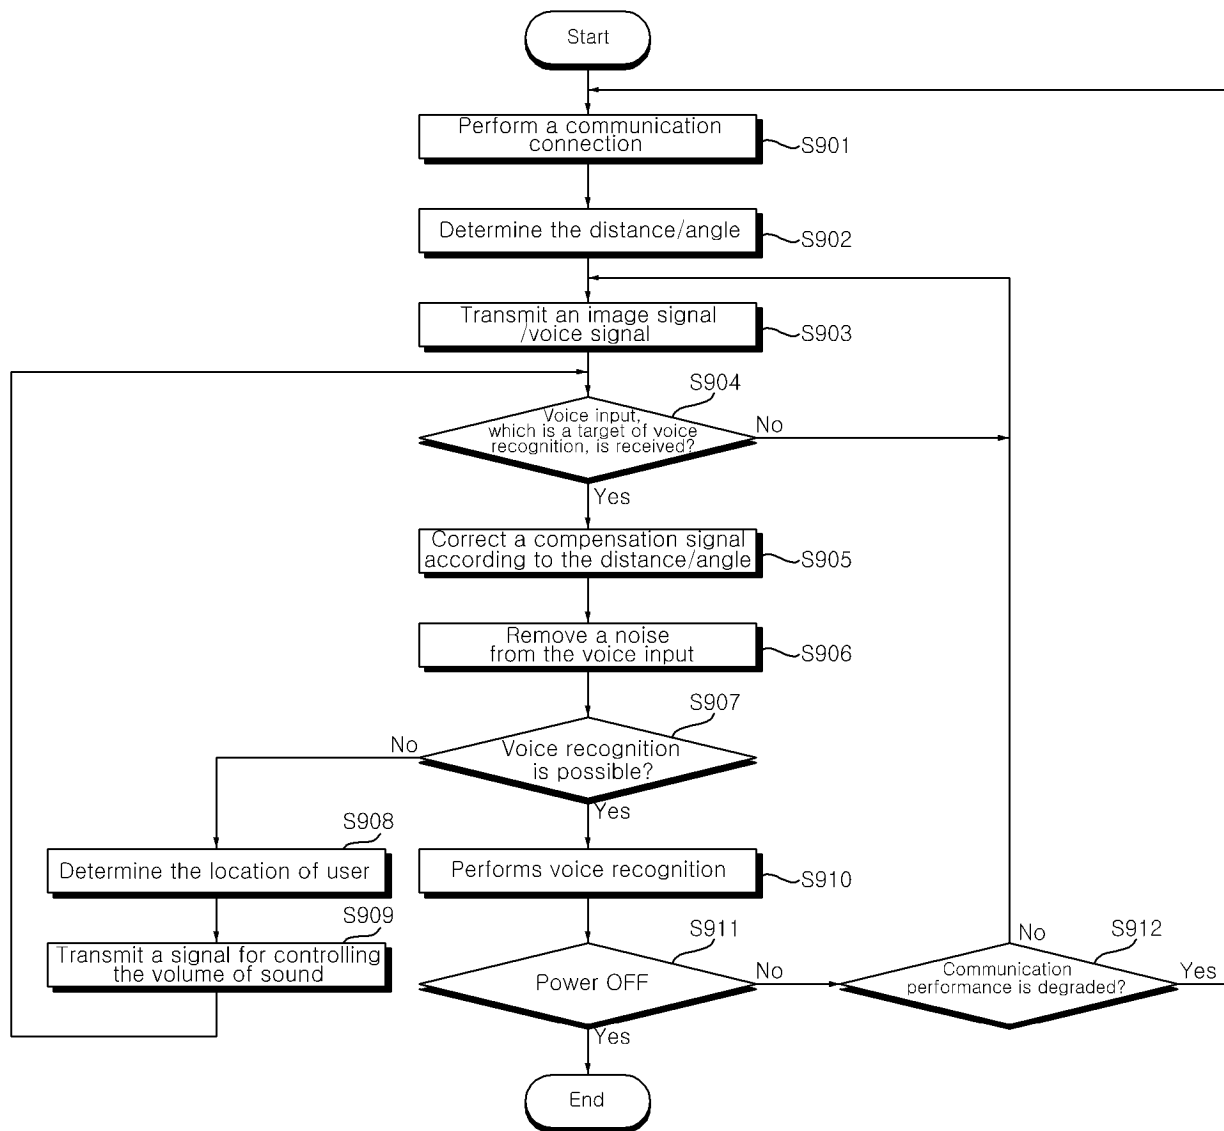 Start
Perform a communication
connection
S901
Determine the distance/angle
S902
Transmit an image signal
/voice signal
S903
S904
Voice input,
which is a target of voice
recognition, is received?
No
Yes
Correct a compensation signal
according to the distance/angle
S905
Remove a noise
from the voice input
S906
S907
No
Voice recognition
is possible?
Yes
S908
Determine the location of user
Performs voice recognition
S910
S909
Transmit a signal for controlling
the volume of sound
S911
Power OFF
No
Yes
No
S912
Communication
performance is degraded?
Yes
End